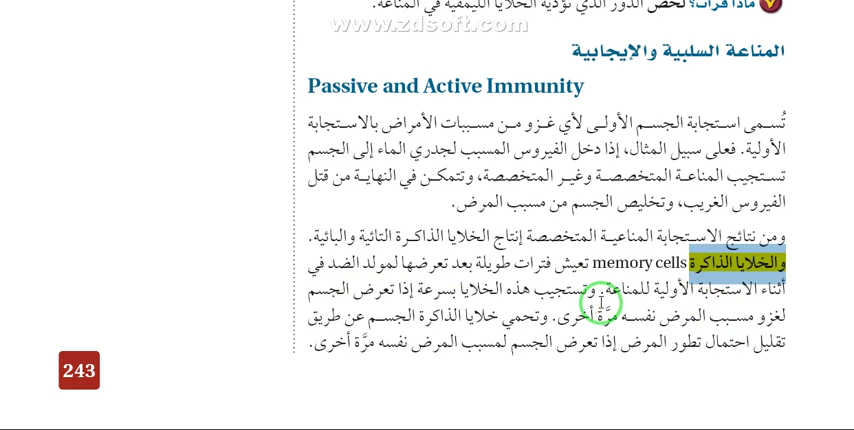 ٧ ماذا قرأت؟ لخص الدور الذي تؤديه الخلايا الليمفية في المناعة.
www.zdsoft.com
المناعة السلبية والإيجابية
Passive and Active Immunity
تُسمى استجابة الجسم الأولى لأي غزو من مسببات الأمراض بالاستجابة
الأولية. فعلى سبيل المثال، إذا دخل الفيروس المسبب لجدري الماء إلى الجسم
تستجيب المناعة المتخصصة وغير المتخصصة، وتتمكن في النهاية من قتل
الفيروس الغريب، وتخليص الجسم من مسبب المرض.
ومن نتائج الاستجابة المناعية المتخصصة إنتاج الخلايا الذاكرة التائية والبائية.
والخلايا الذاكرة memory cells تعيش فترات طويلة بعد تعرضها لمولد الضد في
أثناء الاستجابة الأولية للمناعة. وتستجيب هذه الخلايا بسرعة إذا تعرض الجسم
لغزو مسبب المرض نفسه مرَّة أخرى. وتحمي خلايا الذاكرة الجسم عن طريق
تقليل احتمال تطور المرض إذا تعرض الجسم لمسبب المرض نفسه مرَّة أخرى.
243